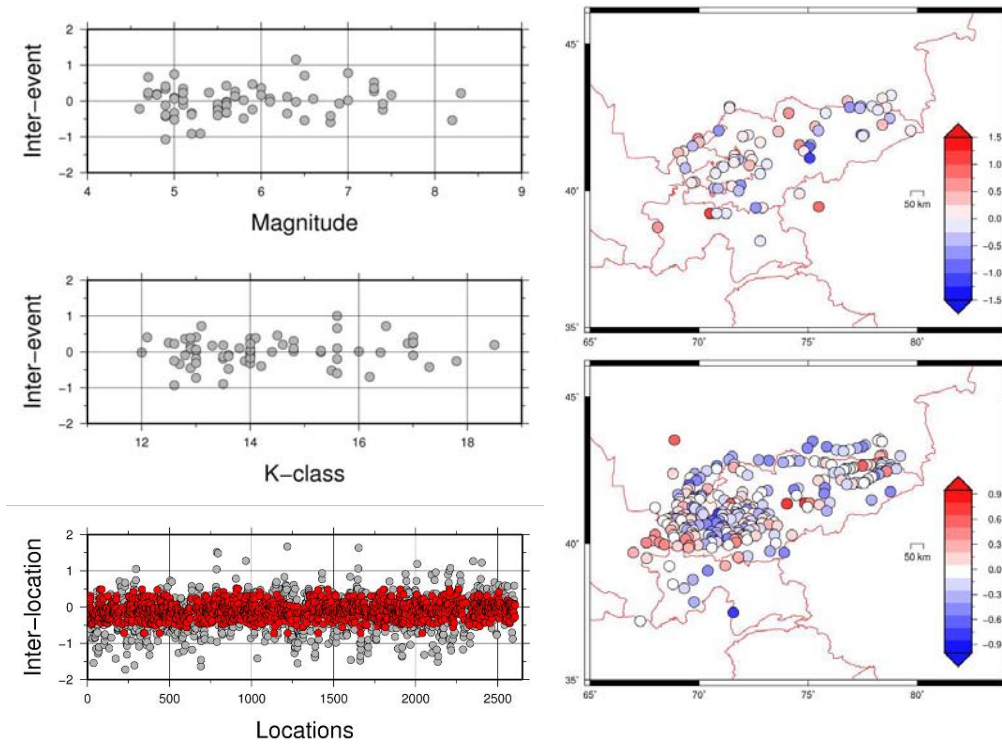 2
1
0
−1
−2
Inter−event
4 5 6 7 8 9
Magnitude
2
1
0
−1
−2
Inter−event
12 14 16 18
K−class
2
1
0
−1
−2
Inter−location
0 500 1000 1500 2000 2500
Locations
45˚
40˚
35˚
65˚ 70˚ 75˚ 80˚
50 km
1.5
1.0
0.5
0.0
−0.5
−1.0
−1.5
45˚
40˚
35˚
65˚ 70˚ 75˚ 80˚
50 km
0.9
0.6
0.3
0.0
−0.3
−0.6
−0.9